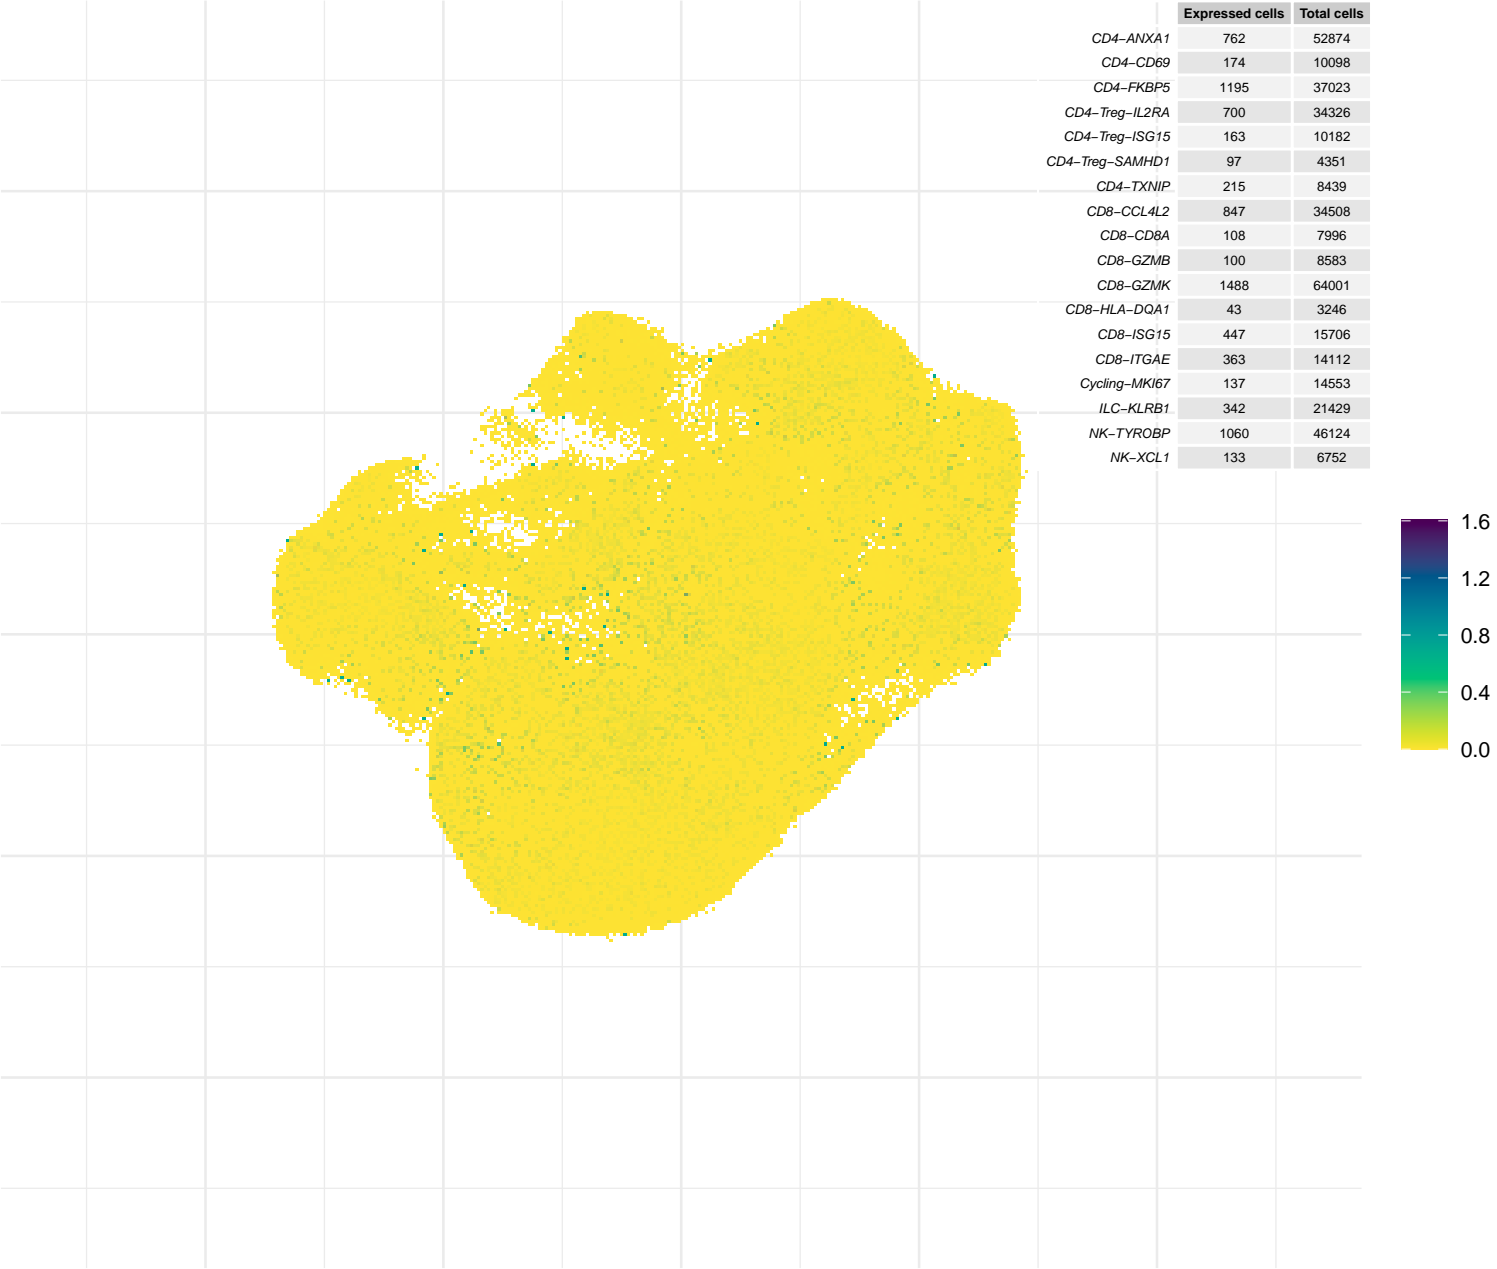 Expressed cells Total cells
CD4−ANXA1 762 52874
CD4−CD69 174 10098
CD4−FKBP5 1195 37023
CD4−Treg−IL2RA 700 34326
CD4−Treg−ISG15 163 10182
CD4−Treg−SAMHD1 97 4351
CD4−TXNIP 215 8439
CD8−CCL4L2 847 34508
CD8−CD8A 108 7996
CD8−GZMB 100 8583
CD8−GZMK 1488 64001
CD8−HLA−DQA1 43 3246
CD8−ISG15 447 15706
CD8−ITGAE 363 14112
Cycling−MKI67 137 14553
ILC−KLRB1 342 21429
NK−TYROBP 1060 46124
NK−XCL1 133 6752
1.6
1.2
0.8
0.4
0.0